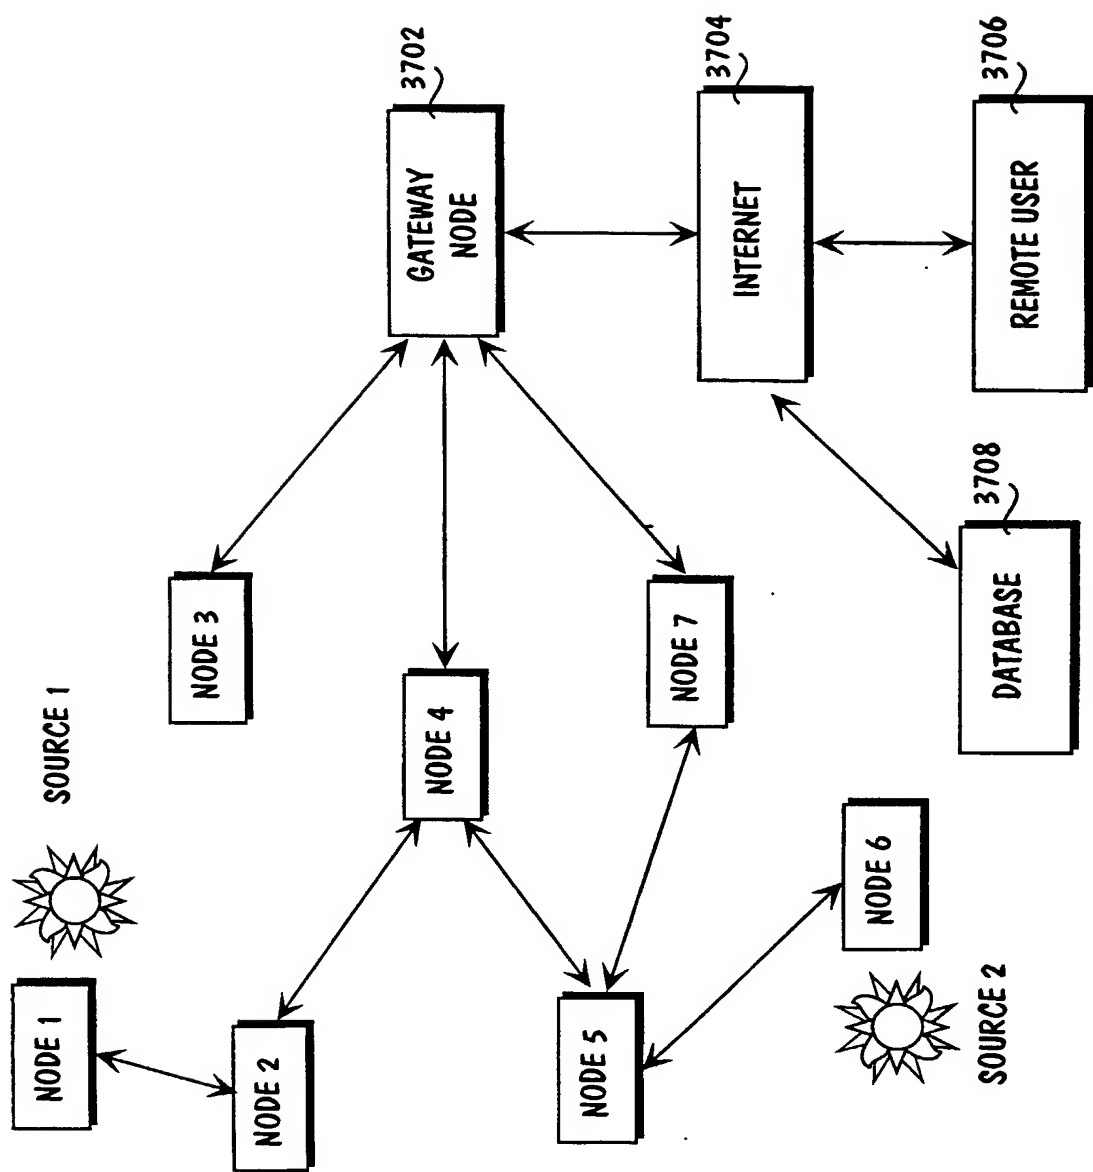 SOURCE 1
NODE 1
NODE 2
NODE 3
NODE 4
NODE 5
NODE 6
NODE 7
SOURCE 2
GATEWAY
NODE
3702
INTERNET
3704
REMOTE USER
3706
DATABASE
3708